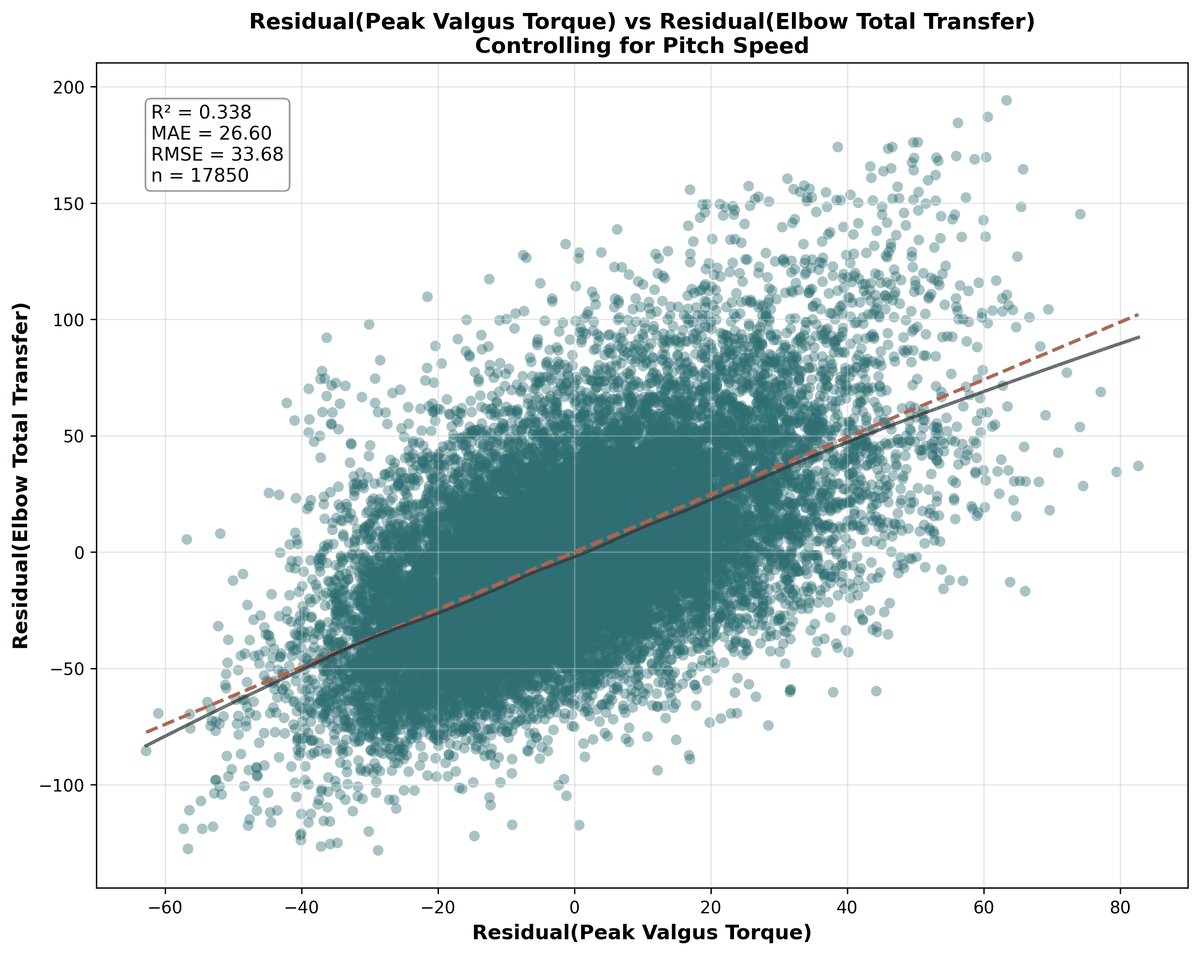 Residual(Peak Valgus Torque) vs Residual(Elbow Total Transfer)
Controlling for Pitch Speed
R² = 0.338
MAE = 26.60
RMSE = 33.68
n = 17850
Residual(Elbow Total Transfer)
200
150
100
50
0
−50
−100
−60
−40
−20
0
20
40
60
80
Residual(Peak Valgus Torque)